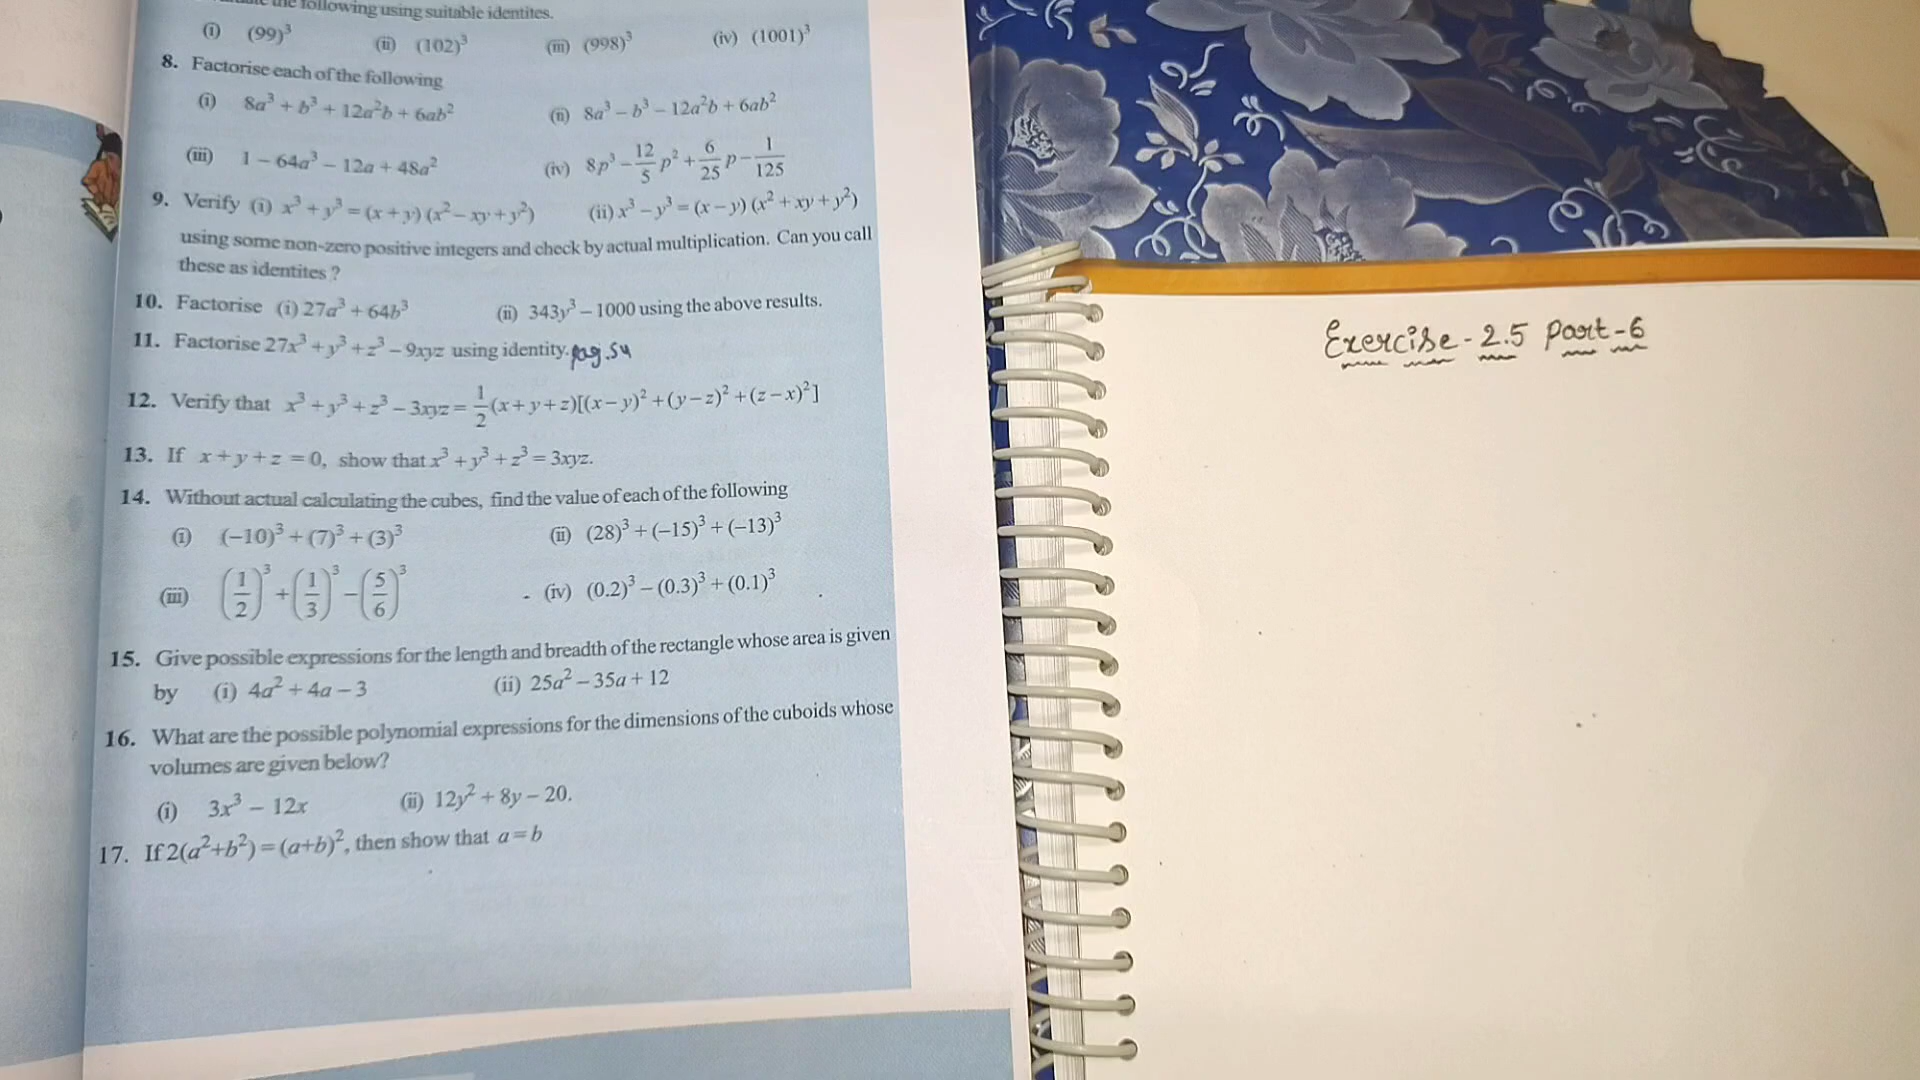 the following using suitable identites.
(i) (99)³ (ii) (102)³ (iii) (998)³ (iv) (1001)³
8. Factorise each of the following
(i) 8a³ + b³ + 12a²b + 6ab² (ii) 8a³ – b³ – 12a²b + 6ab²
(iii) 1 – 64a³ – 12a + 48a² (iv) 8p³ – 12/5 p² + 6/25 p – 1/125
9. Verify (i) x³ + y³ = (x + y) (x² – xy + y²) (ii) x³ – y³ = (x – y) (x² + xy + y²)
using some non-zero positive integers and check by actual multiplication. Can you call
these as identites ?
10. Factorise (i) 27a³ + 64b³ (ii) 343y³ – 1000 using the above results.
11. Factorise 27x³ + y³ + z³ – 9xyz using identity.
12. Verify that x³ + y³ + z³ – 3xyz = 1/2 (x + y + z)[(x – y)² + (y – z)² + (z – x)²]
13. If x + y + z = 0, show that x³ + y³ + z³ = 3xyz.
14. Without actual calculating the cubes, find the value of each of the following
(i) (–10)³ + (7)³ + (3)³ (ii) (28)³ + (–15)³ + (–13)³
(iii) (1/2)³ + (1/3)³ – (5/6)³ (iv) (0.2)³ – (0.3)³ + (0.1)³
15. Give possible expressions for the length and breadth of the rectangle whose area is given
by (i) 4a² + 4a – 3 (ii) 25a² – 35a + 12
16. What are the possible polynomial expressions for the dimensions of the cuboids whose
volumes are given below?
(i) 3x³ – 12x (ii) 12y² + 8y – 20.
17. If 2(a²+b²) = (a+b)², then show that a = b
Exercise - 2.5 Part-6